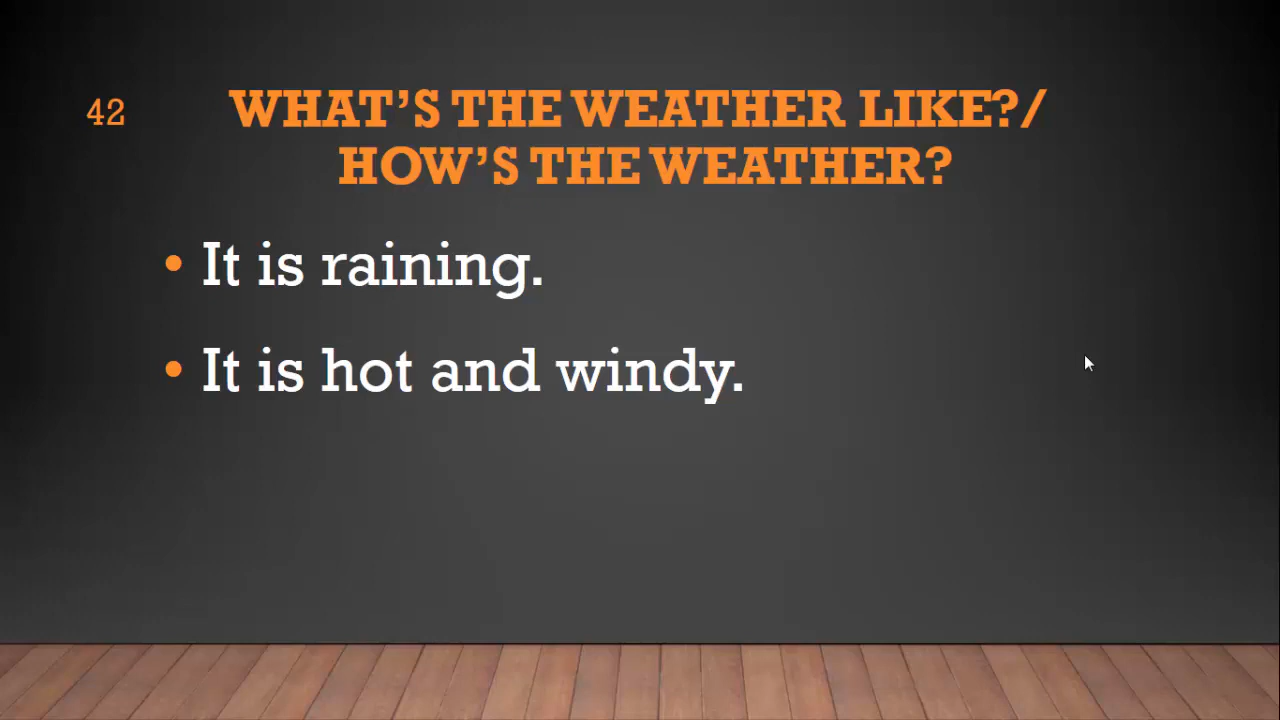 42
WHAT’S THE WEATHER LIKE?/
HOW’S THE WEATHER?
• It is raining.
• It is hot and windy.